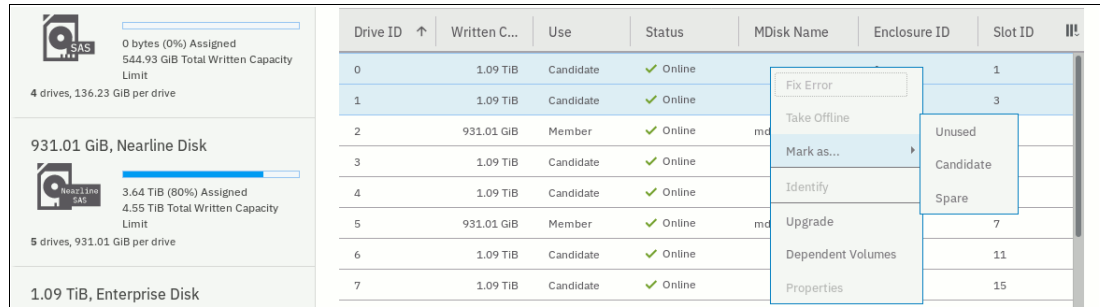 SAS
0 bytes (0%) Assigned
544.93 GiB Total Written Capacity
Limit
4 drives, 136.23 GiB per drive
931.01 GiB, Nearline Disk
Nearline
SAS
3.64 TiB (80%) Assigned
4.55 TiB Total Written Capacity
Limit
5 drives, 931.01 GiB per drive
1.09 TiB, Enterprise Disk
Drive ID Written C... Use Status MDisk Name Enclosure ID Slot ID
0 1.09 TiB Candidate Online 1
1 1.09 TiB Candidate Online 3
2 931.01 GiB Member Online md
3 1.09 TiB Candidate Online
4 1.09 TiB Candidate Online
5 931.01 GiB Member Online md 7
6 1.09 TiB Candidate Online 11
7 1.09 TiB Candidate Online 15
Fix Error
Take Offline
Mark as...
Identify
Upgrade
Dependent Volumes
Properties
Unused
Candidate
Spare